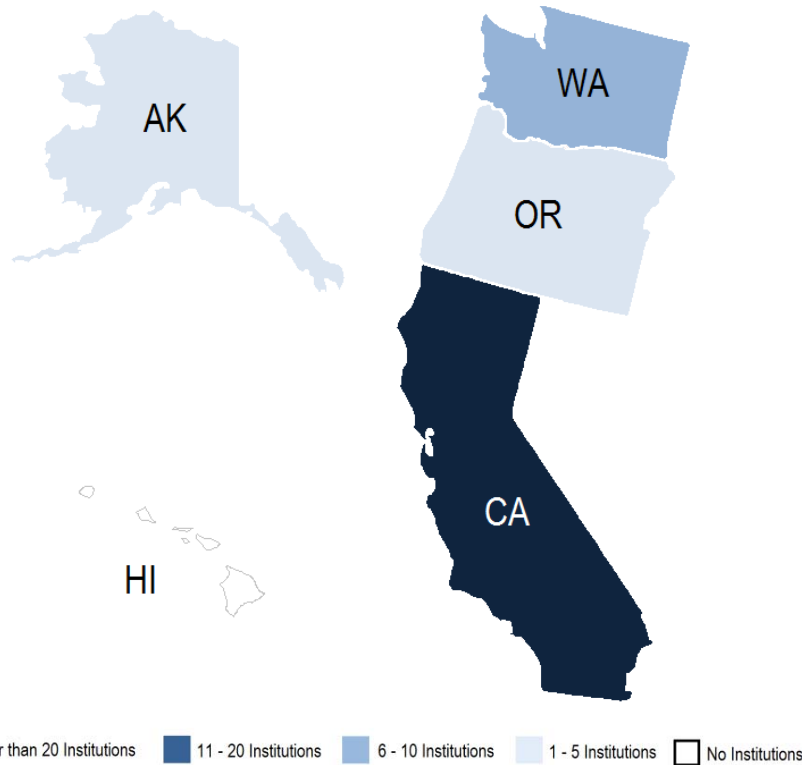 AK
WA
OR
CA
HI
than 20 Institutions
11 - 20 Institutions
6 - 10 Institutions
1 - 5 Institutions
No Institutions